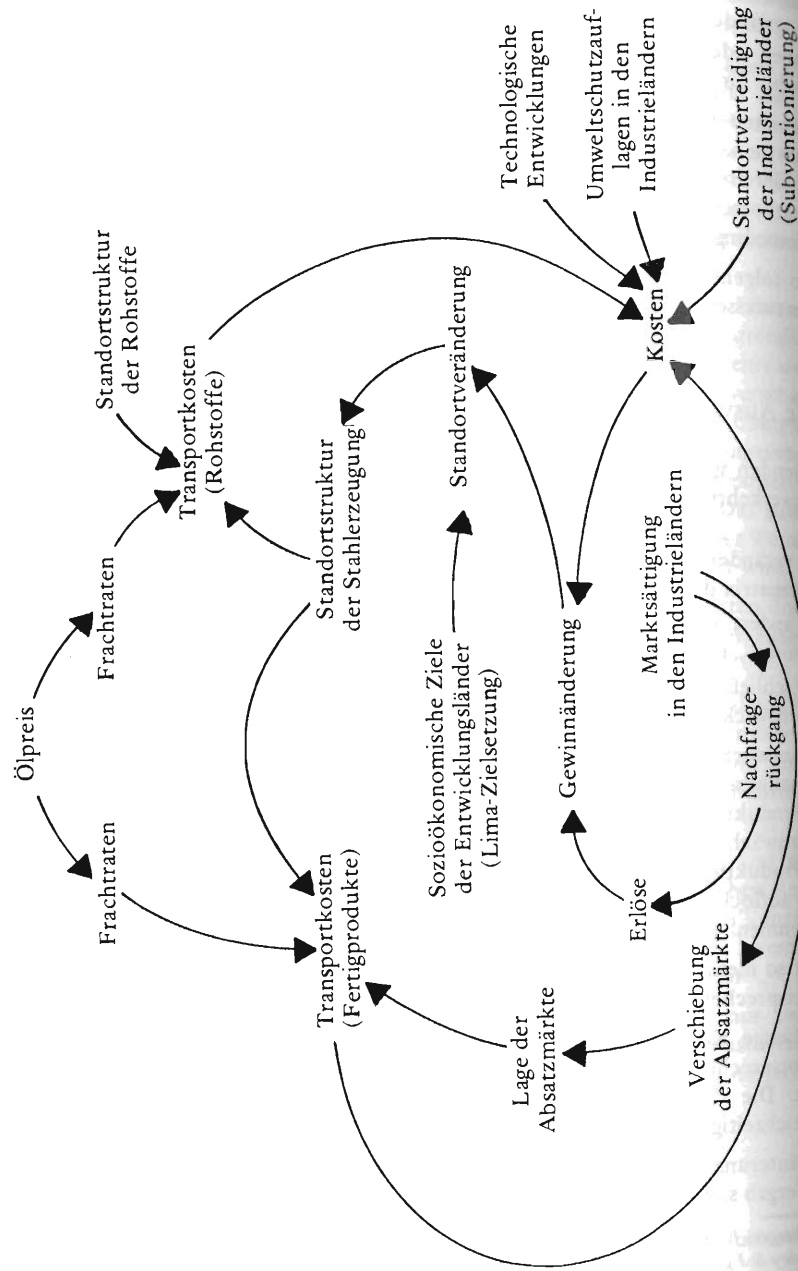 Ölpreis
Frachtraten
Frachtraten
Standortstruktur
der Rohstoffe
Transportkosten
(Rohstoffe)
Transportkosten
(Fertigprodukte)
Standortstruktur
der Stahlerzeugung
Sozioökonomische Ziele
der Entwicklungsländer
(Lima-Zielsetzung)
Standortveränderung
Technologische
Entwicklungen
Umweltschutzauf-
lagen in den
Industrieländern
Standortverteidigung
der Industrieländer
(Subventionierung)
Lage der
Absatzmärkte
Gewinnänderung
Erlöse
Marktsättigung
in den Industrieländern
Kosten
Verschiebung
der Absatzmärkte
Nachfrage-
rückgang